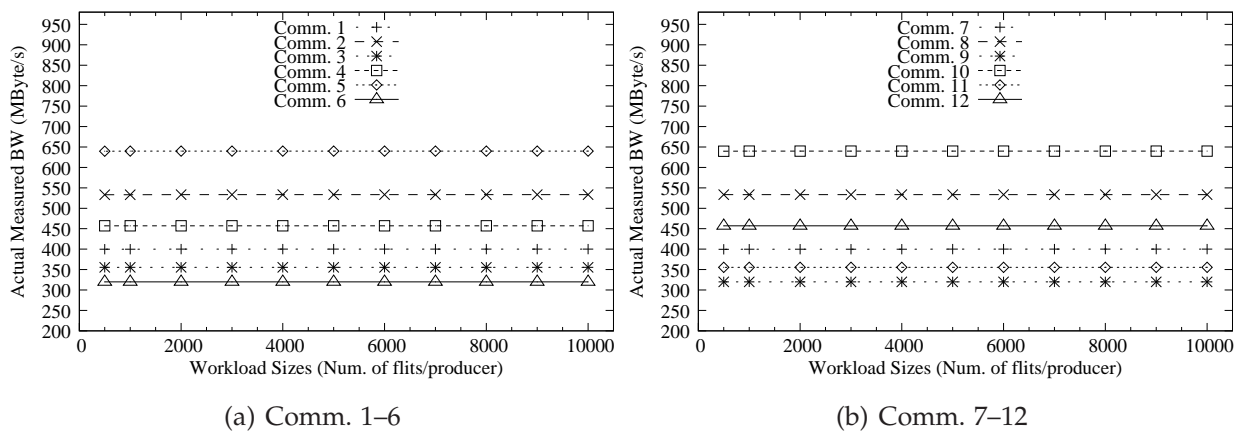 Actual Measured BW (MByte/s)
950
900
850
800
750
700
650
600
550
500
450
400
350
300
250
200
Comm. 1
Comm. 2
Comm. 3
Comm. 4
Comm. 5
Comm. 6
0 2000 4000 6000 8000 10000
Workload Sizes (Num. of flits/producer)
(a) Comm. 1–6
Actual Measured BW (MByte/s)
950
900
850
800
750
700
650
600
550
500
450
400
350
300
250
200
Comm. 7
Comm. 8
Comm. 9
Comm. 10
Comm. 11
Comm. 12
0 2000 4000 6000 8000 10000
Workload Sizes (Num. of flits/producer)
(b) Comm. 7–12